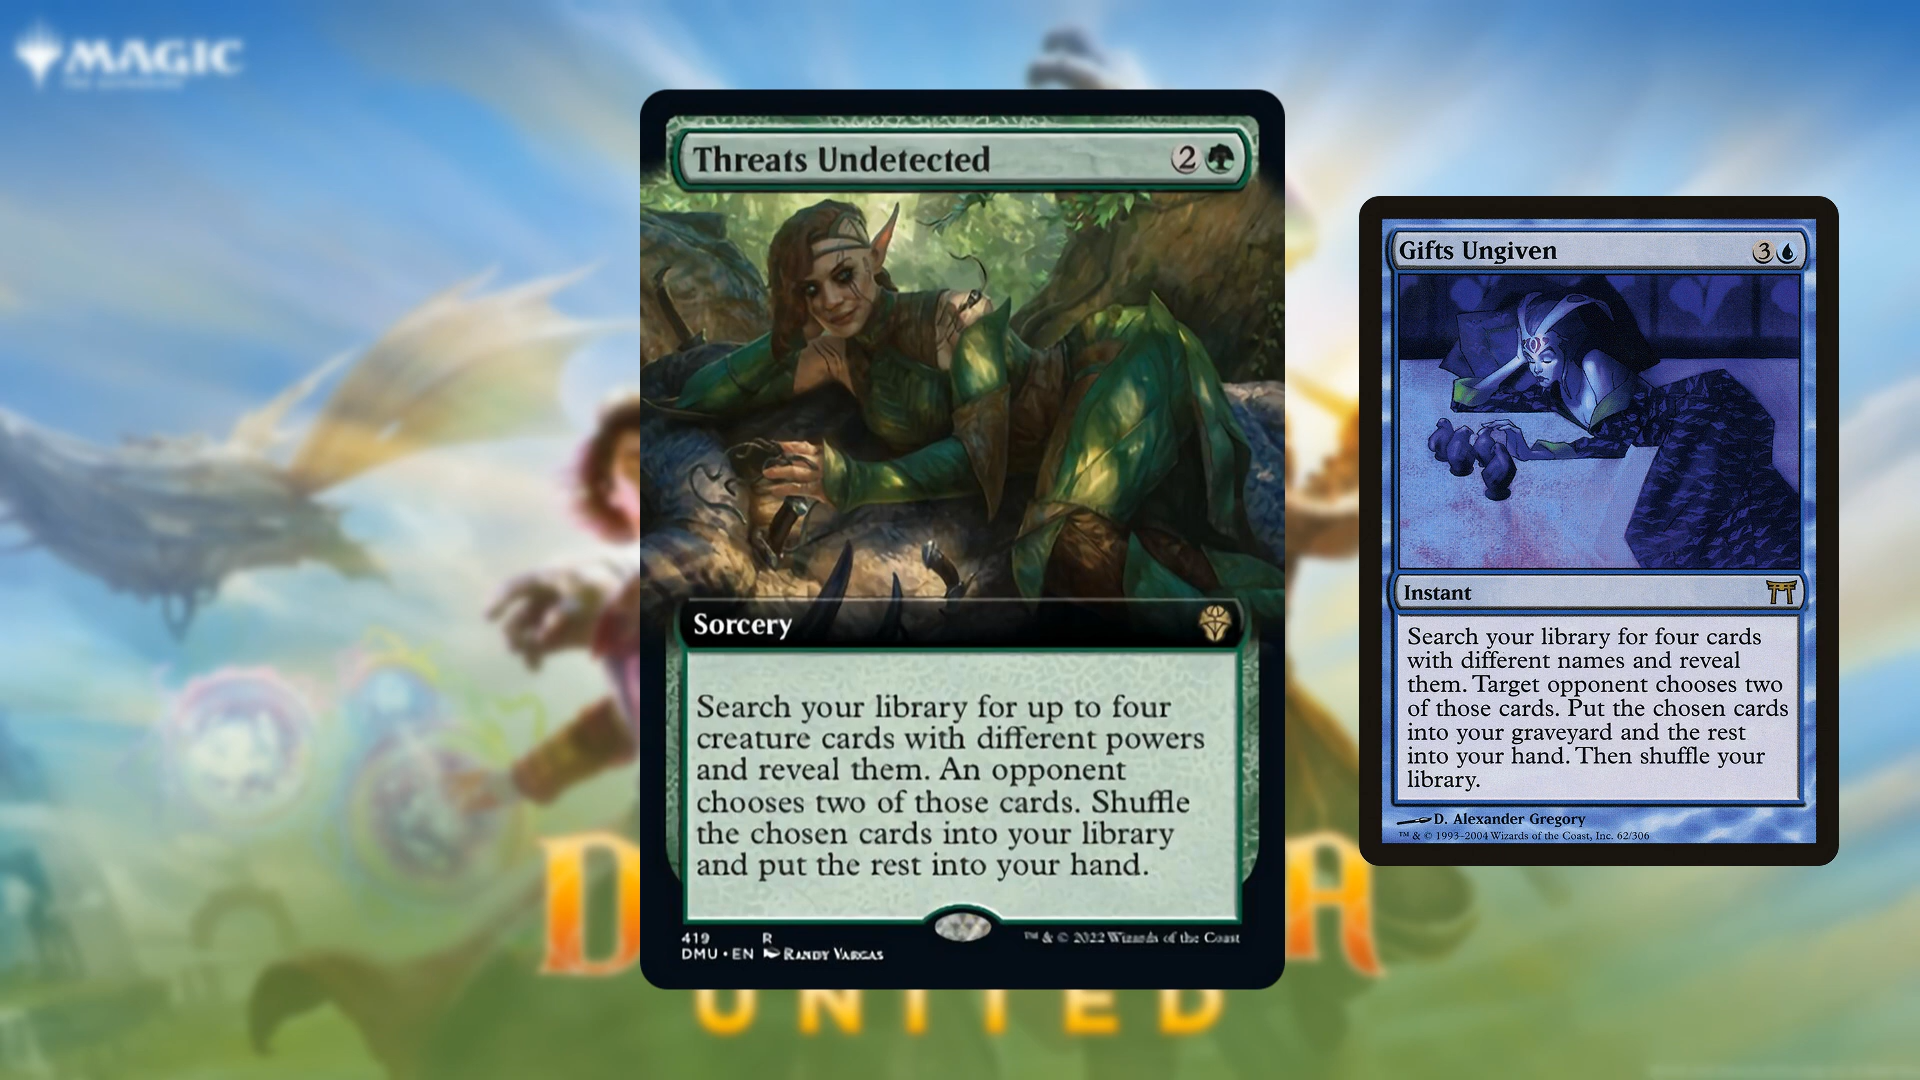 MAGIC
Threats Undetected 2
Sorcery
Search your library for up to four
creature cards with different powers
and reveal them. An opponent
chooses two of those cards. Shuffle
the chosen cards into your library
and put the rest into your hand.
419 R
DMU • EN Randy Vargas
™ & © 2022 Wizards of the Coast
Gifts Ungiven 3
Instant
Search your library for four cards
with different names and reveal
them. Target opponent chooses two
of those cards. Put the chosen cards
into your graveyard and the rest
into your hand. Then shuffle your
library.
D. Alexander Gregory
™ & © 1993–2004 Wizards of the Coast, Inc. 62/306
UNITED